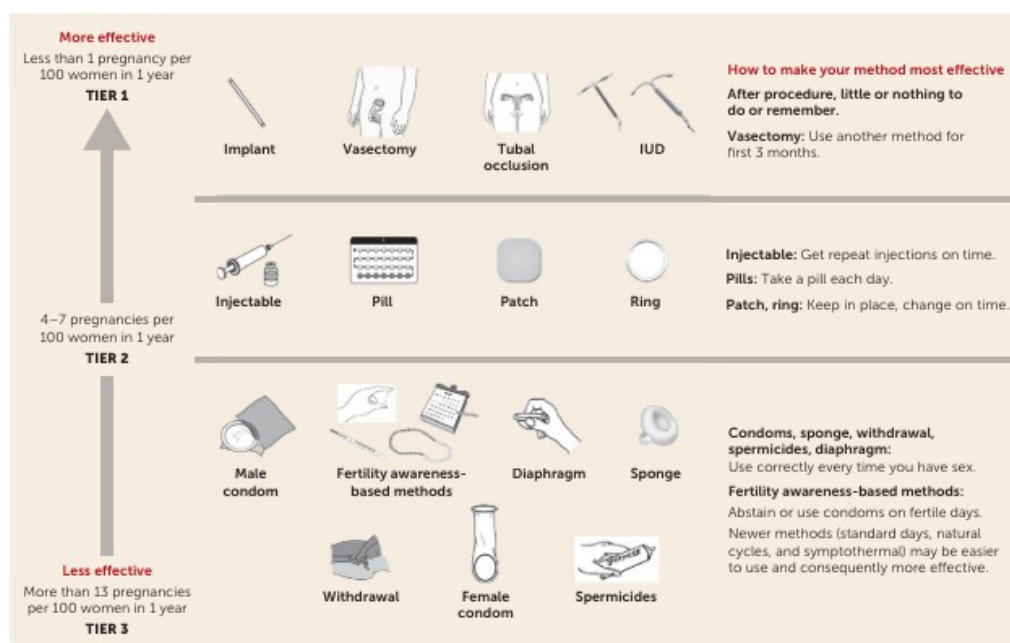 More effective
Less than 1 pregnancy per
100 women in 1 year
TIER 1
Implant
Vasectomy
Tubal
occlusion
IUD
How to make your method most effective
After procedure, little or nothing to
do or remember.
Vasectomy: Use another method for
first 3 months.
4–7 pregnancies per
100 women in 1 year
TIER 2
Injectable
Pill
Patch
Ring
Injectable: Get repeat injections on time.
Pills: Take a pill each day.
Patch, ring: Keep in place, change on time.
Less effective
More than 13 pregnancies
per 100 women in 1 year
TIER 3
Male
condom
Fertility awareness-
based methods
Diaphragm
Sponge
Withdrawal
Female
condom
Spermicides
Condoms, sponge, withdrawal,
spermicides, diaphragm:
Use correctly every time you have sex.
Fertility awareness-based methods:
Abstain or use condoms on fertile days.
Newer methods (standard days, natural
cycles, and symptothermal) may be easier
to use and consequently more effective.